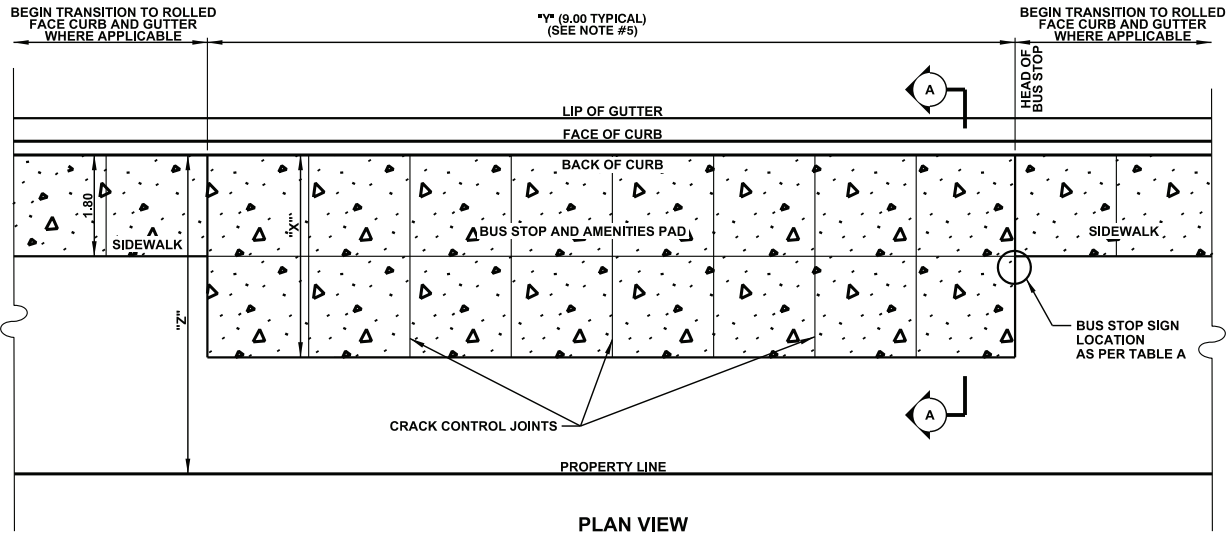 BEGIN TRANSITION TO ROLLED
FACE CURB AND GUTTER
WHERE APPLICABLE
"Y" (9.00 TYPICAL)
(SEE NOTE #5)
BEGIN TRANSITION TO ROLLED
FACE CURB AND GUTTER
WHERE APPLICABLE
HEAD OF
BUS STOP
A
LIP OF GUTTER
FACE OF CURB
BACK OF CURB
1.80
"X"
SIDEWALK
BUS STOP AND AMENITIES PAD
SIDEWALK
"Z"
BUS STOP SIGN
LOCATION
AS PER TABLE A
CRACK CONTROL JOINTS
A
PROPERTY LINE
PLAN VIEW